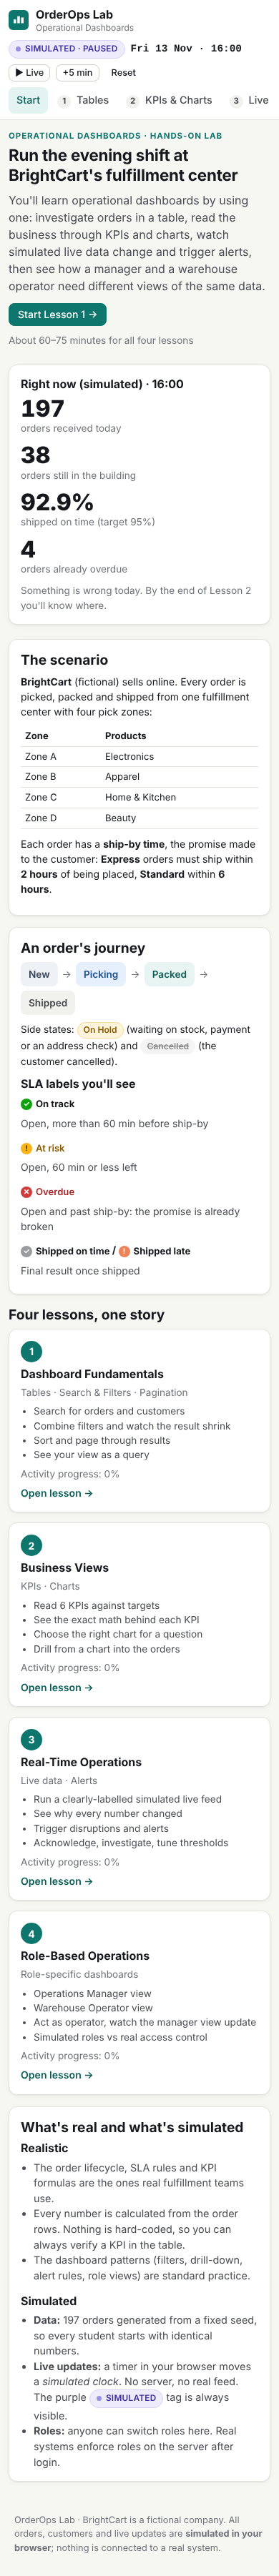 OrderOps Lab
Operational Dashboards
SIMULATED · PAUSED Fri 13 Nov · 16:00
▶ Live +5 min Reset
Start 1 Tables 2 KPIs & Charts 3 Live
OPERATIONAL DASHBOARDS · HANDS-ON LAB
Run the evening shift at
BrightCart's fulfillment center
You'll learn operational dashboards by using
one: investigate orders in a table, read the
business through KPIs and charts, watch
simulated live data change and trigger alerts,
then see how a manager and a warehouse
operator need different views of the same data.
Start Lesson 1 →
About 60–75 minutes for all four lessons
Right now (simulated) · 16:00
197
orders received today
38
orders still in the building
92.9%
shipped on time (target 95%)
4
orders already overdue
Something is wrong today. By the end of Lesson 2
you'll know where.
The scenario
BrightCart (fictional) sells online. Every order is
picked, packed and shipped from one fulfillment
center with four pick zones:
Zone Products
Zone A Electronics
Zone B Apparel
Zone C Home & Kitchen
Zone D Beauty
Each order has a ship-by time, the promise made
to the customer: Express orders must ship within
2 hours of being placed, Standard within 6
hours.
An order's journey
New → Picking → Packed →
Shipped
Side states: On Hold (waiting on stock, payment
or an address check) and Cancelled (the
customer cancelled).
SLA labels you'll see
On track
Open, more than 60 min before ship-by
At risk
Open, 60 min or less left
Overdue
Open and past ship-by: the promise is already
broken
Shipped on time / Shipped late
Final result once shipped
Four lessons, one story
1
Dashboard Fundamentals
Tables · Search & Filters · Pagination
• Search for orders and customers
• Combine filters and watch the result shrink
• Sort and page through results
• See your view as a query
Activity progress: 0%
Open lesson →
2
Business Views
KPIs · Charts
• Read 6 KPIs against targets
• See the exact math behind each KPI
• Choose the right chart for a question
• Drill from a chart into the orders
Activity progress: 0%
Open lesson →
3
Real-Time Operations
Live data · Alerts
• Run a clearly-labelled simulated live feed
• See why every number changed
• Trigger disruptions and alerts
• Acknowledge, investigate, tune thresholds
Activity progress: 0%
Open lesson →
4
Role-Based Operations
Role-specific dashboards
• Operations Manager view
• Warehouse Operator view
• Act as operator, watch the manager view update
• Simulated roles vs real access control
Activity progress: 0%
Open lesson →
What's real and what's simulated
Realistic
• The order lifecycle, SLA rules and KPI
formulas are the ones real fulfillment teams
use.
• Every number is calculated from the order
rows. Nothing is hard-coded, so you can
always verify a KPI in the table.
• The dashboard patterns (filters, drill-down,
alert rules, role views) are standard practice.
Simulated
• Data: 197 orders generated from a fixed seed,
so every student starts with identical
numbers.
• Live updates: a timer in your browser moves
a simulated clock. No server, no real feed.
The purple SIMULATED tag is always
visible.
• Roles: anyone can switch roles here. Real
systems enforce roles on the server after
login.
OrderOps Lab · BrightCart is a fictional company. All
orders, customers and live updates are simulated in your
browser; nothing is connected to a real system.